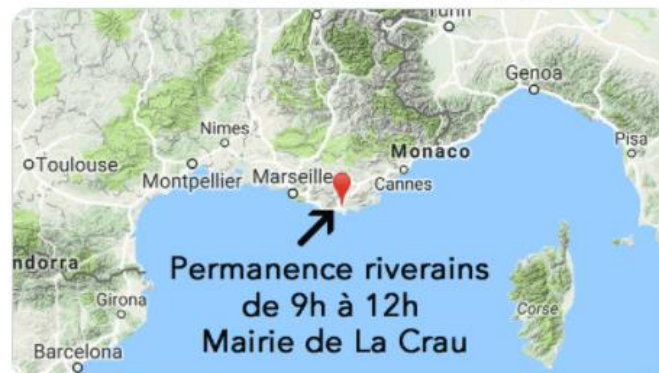 Turin
Genoa
Nimes
Pisa
Toulouse
Monaco
Montpellier
Marseille
Cannes
ndorra
Permanence riverains
Girona
de 9h à 12h
Corse
Mairie de La Crau
Barcelona